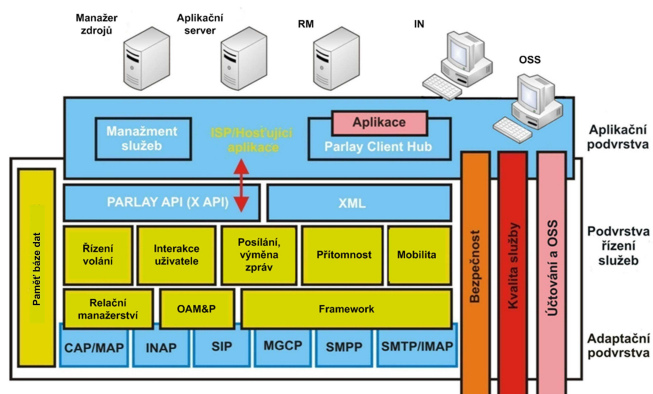 Manažer
zdrojů
Aplikační
server
RM
IN
OSS
Manažment
služeb
ISP/Hosťující
aplikace
Aplikace
Parlay Client Hub
Aplikační
podvrstva
PARLAY API (X API)
XML
Paměť báze dat
Řízení
volání
Interakce
uživatele
Posílání,
výměna
zpráv
Přítomnost
Mobilita
Bezpečnost
Kvalita služby
Účtování a OSS
Podvrstva
řízení
služeb
Relační
manažerství
OAM&P
Framework
CAP/MAP
INAP
SIP
MGCP
SMPP
SMTP/IMAP
Adaptační
podvrstva